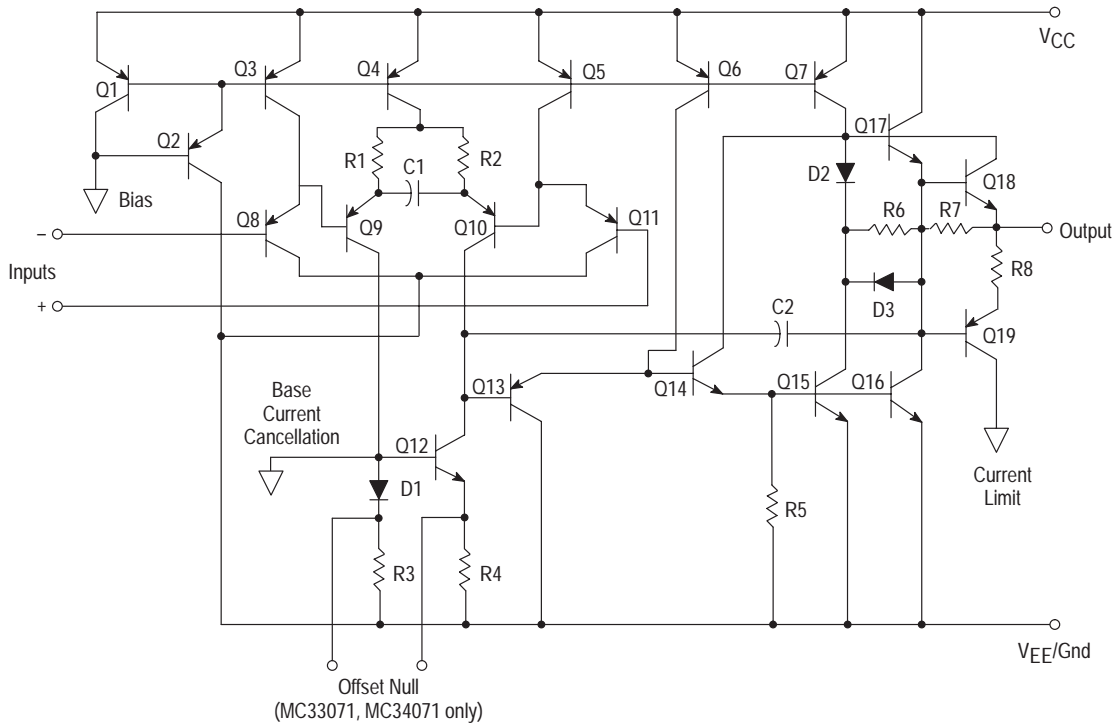 VCC
Q1
Q3
Q4
Q5
Q6
Q7
Q2
Q17
R1
C1
R2
D2
Q18
Bias
Q8
Q9
Q10
Q11
R6
R7
–
Output
Inputs
+
D3
R8
C2
Q19
Base
Current
Cancellation
Q13
Q14
Q15
Q16
Q12
D1
Current
Limit
R5
R3
R4
VEE/Gnd
Offset Null
(MC33071, MC34071 only)